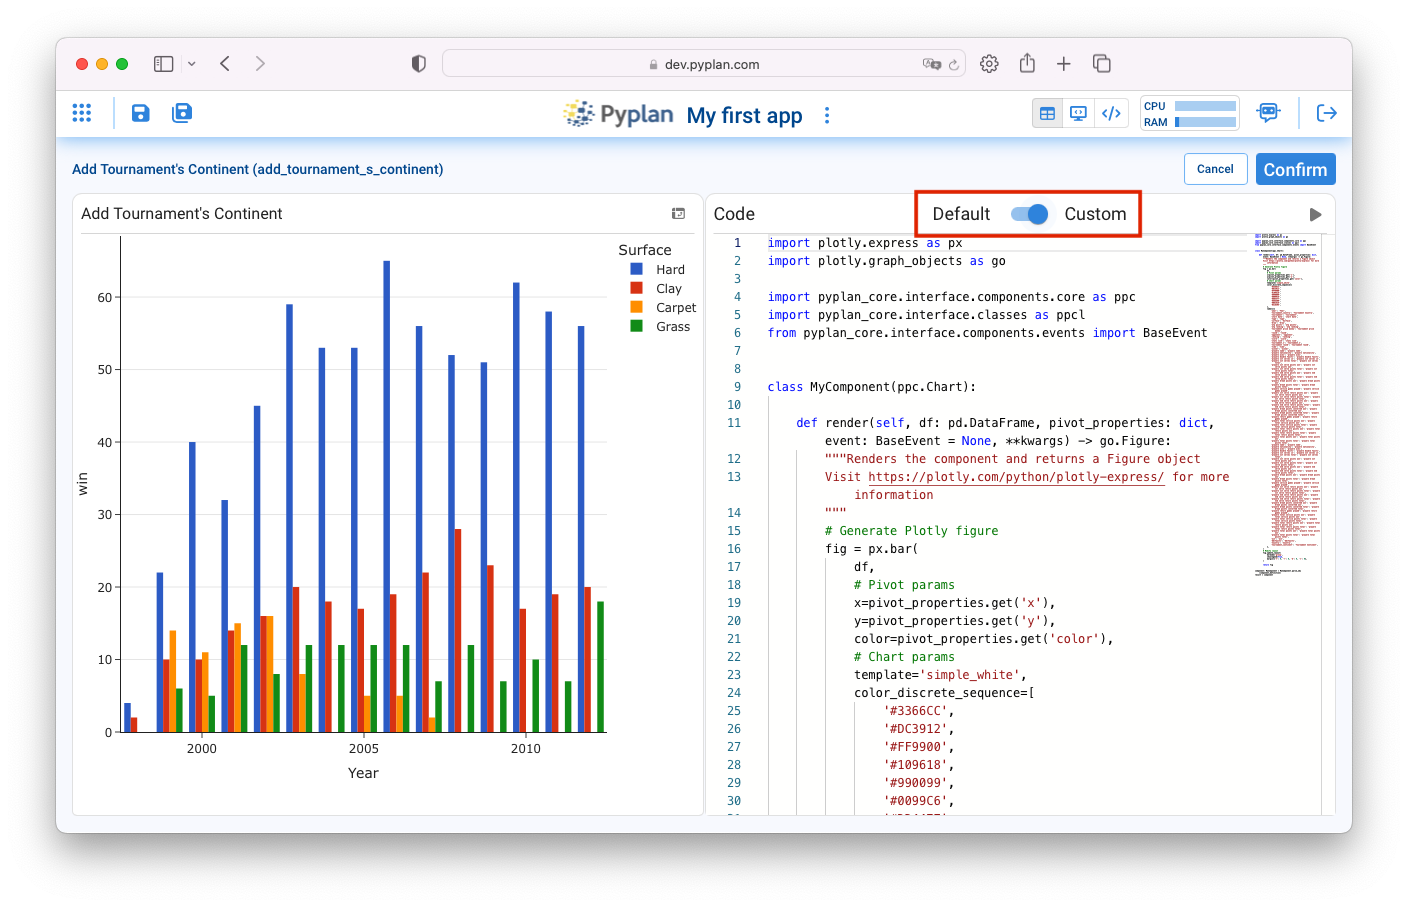 dev.pyplan.com
Pyplan My first app
CPU
RAM
Add Tournament's Continent (add_tournament_s_continent)
Cancel
Confirm
Add Tournament's Continent
Surface
Hard
Clay
Carpet
Grass
60
50
40
30
20
10
0
win
2000 2005 2010
Year
Code
Default Custom
1 import plotly.express as px
2 import plotly.graph_objects as go
3
4 import pyplan_core.interface.components.core as ppc
5 import pyplan_core.interface.classes as ppcl
6 from pyplan_core.interface.components.events import BaseEvent
7
8
9 class MyComponent(ppc.Chart):
10
11 def render(self, df: pd.DataFrame, pivot_properties: dict,
event: BaseEvent = None, **kwargs) -> go.Figure:
12 """Renders the component and returns a Figure object
13 Visit https://plotly.com/python/plotly-express/ for more
information
14 """
15 # Generate Plotly figure
16 fig = px.bar(
17 df,
18 # Pivot params
19 x=pivot_properties.get('x'),
20 y=pivot_properties.get('y'),
21 color=pivot_properties.get('color'),
22 # Chart params
23 template='simple_white',
24 color_discrete_sequence=[
25 '#3366CC',
26 '#DC3912',
27 '#FF9900',
28 '#109618',
29 '#990099',
30 '#0099C6',